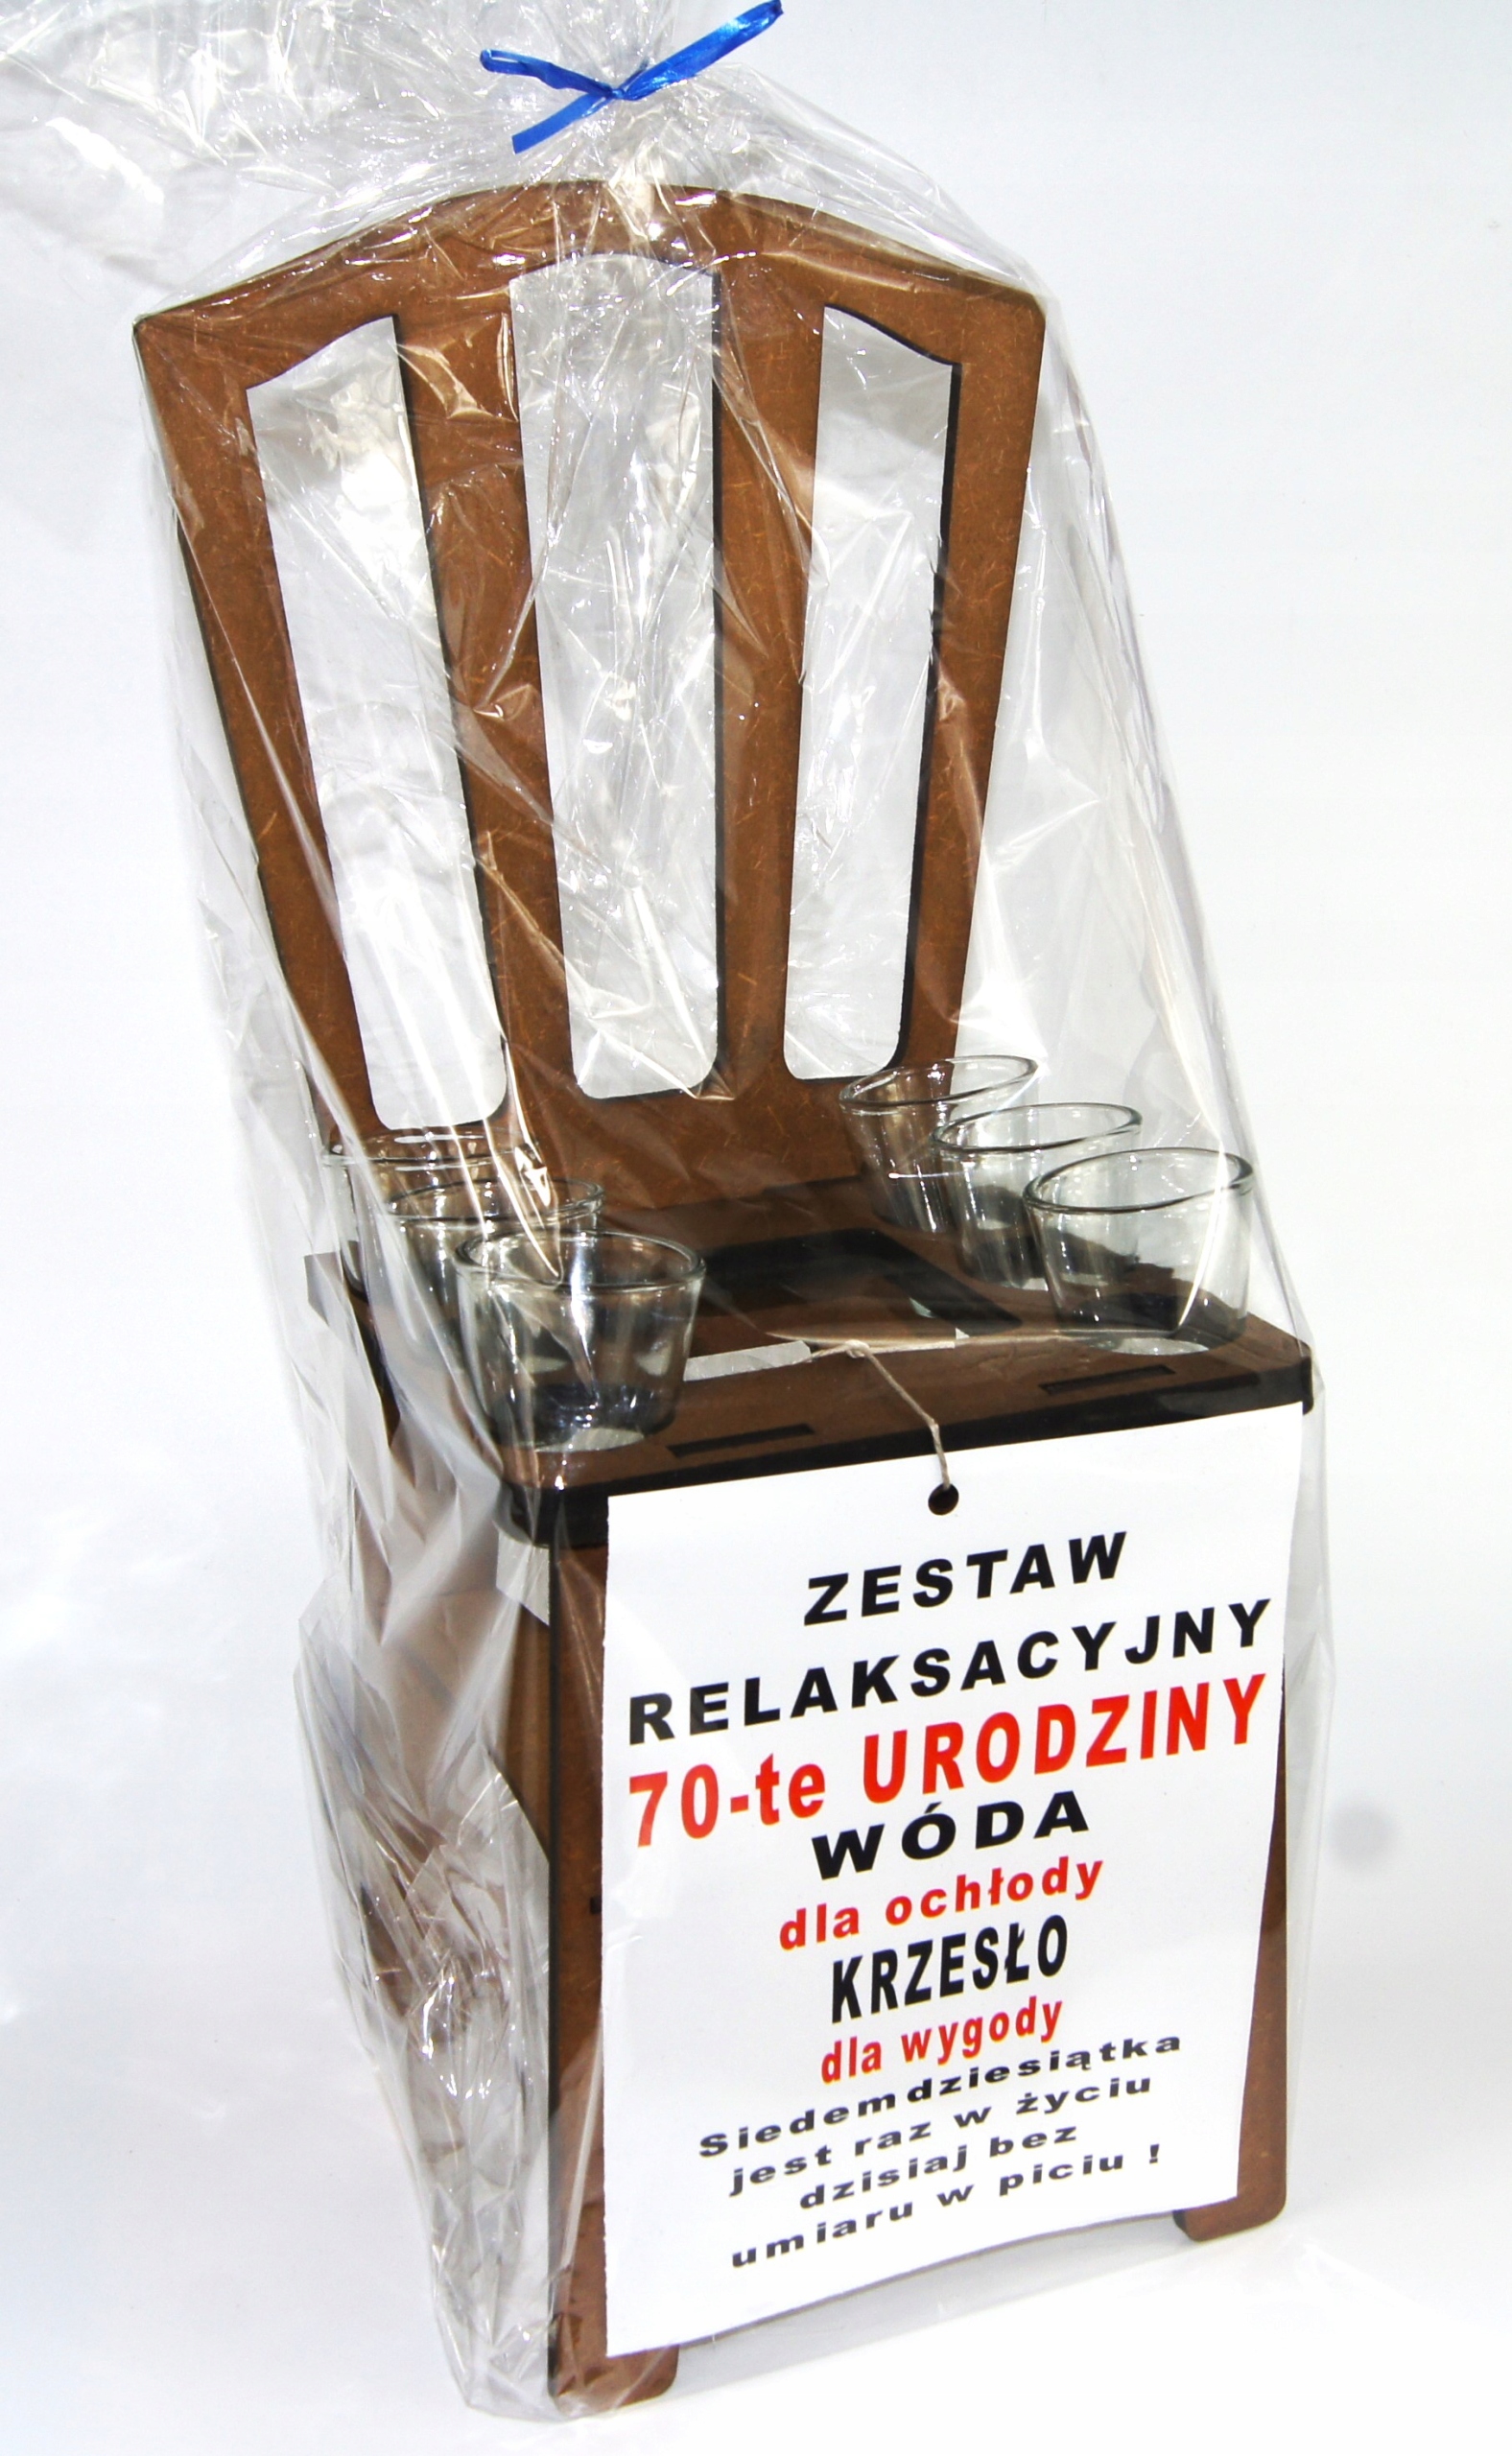 ZESTAW
RELAKSACYJNY
70-te URODZINY
WÓDA
dla ochłody
KRZESŁO
dla wygody
Siedemdziesiątka
jest raz w życiu
dzisiaj bez
umiaru w piciu !